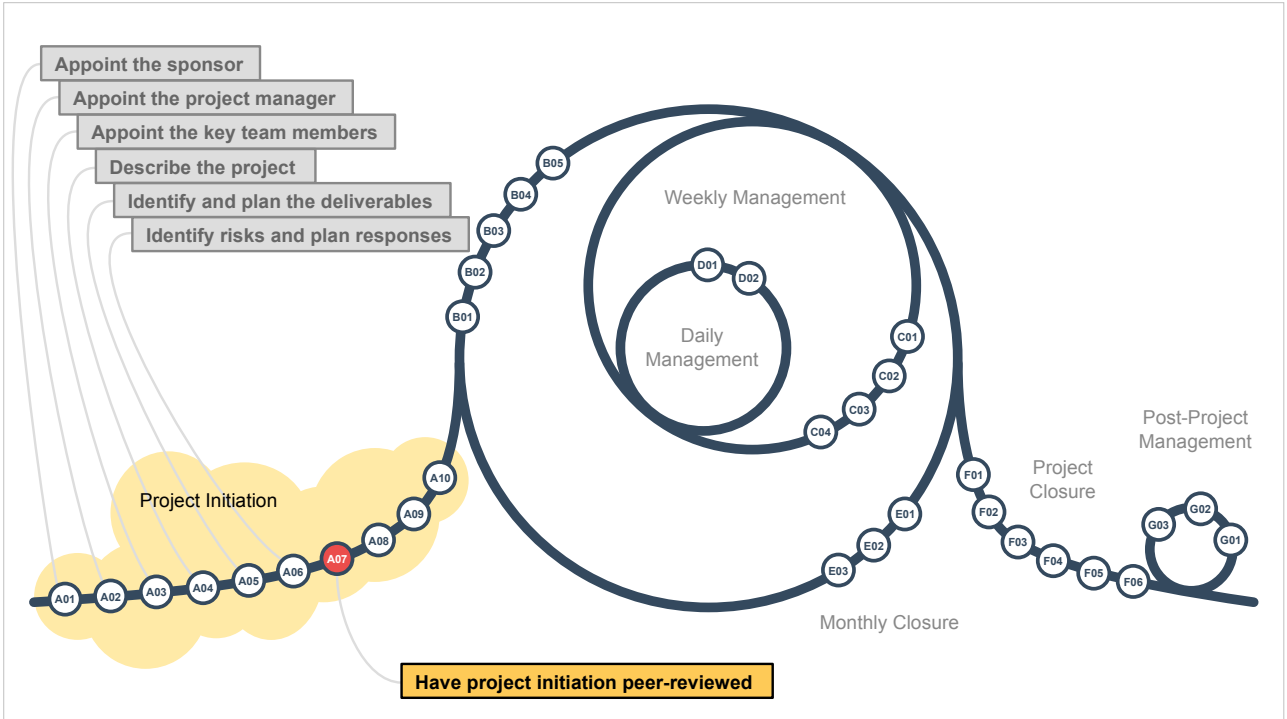 Appoint the sponsor
Appoint the project manager
Appoint the key team members
Describe the project
Identify and plan the deliverables
Identify risks and plan responses
B05
B04
B03
B02
B01
Weekly Management
D01
D02
Daily
Management
C01
C02
C03
C04
Project Initiation
A01
A02
A03
A04
A05
A06
A07
A08
A09
A10
E01
E02
E03
Monthly Closure
F01
F02
F03
F04
F05
F06
Project
Closure
Post-Project
Management
G03
G02
G01
Have project initiation peer-reviewed